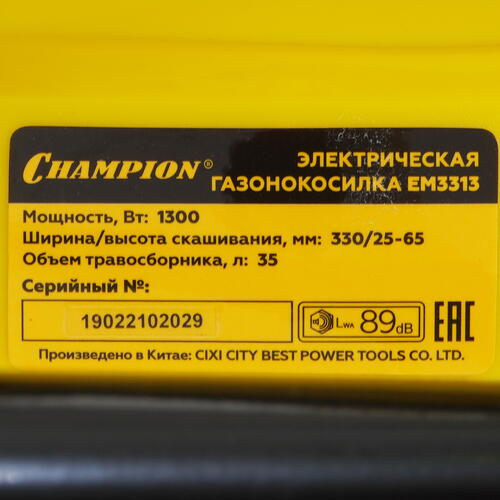 CHAMPION®
ЭЛЕКТРИЧЕСКАЯ
ГАЗОНОКОСИЛКА EM3313
Мощность, Вт: 1300
Ширина/высота скашивания, мм: 330/25-65
Объем травосборника, л: 35
Серийный №:
19022102029
LWA 89dB
EAC
Произведено в Китае: CIXI CITY BEST POWER TOOLS CO. LTD.